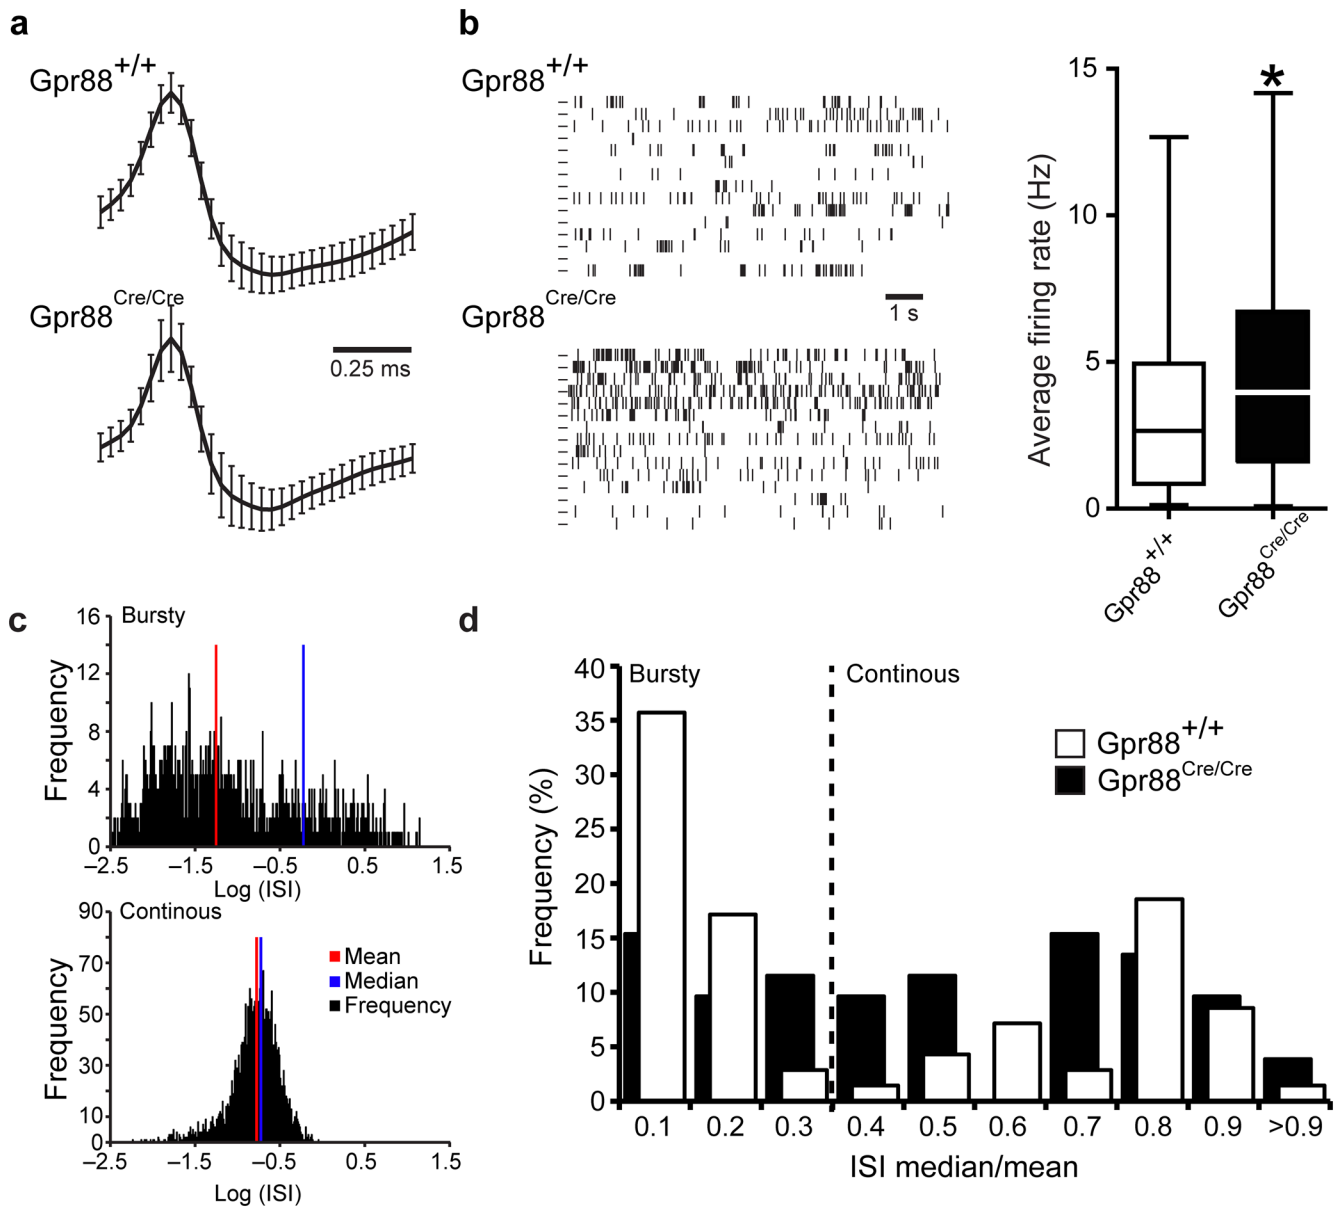 a
Gpr88+/+
Gpr88Cre/Cre
0.25 ms
b
Gpr88+/+
1 s
Gpr88Cre/Cre
15
10
5
0
Average firing rate (Hz)
*
Gpr88+/+
Gpr88Cre/Cre
c
Bursty
16
12
8
4
0
Frequency
–2.5 –1.5 –0.5 0.5 1.5
Log (ISI)
Continous
90
70
50
30
10
0
Frequency
Mean
Median
Frequency
–2.5 –1.5 –0.5 0.5 1.5
Log (ISI)
d
Bursty
Continous
40
35
30
25
20
15
10
5
0
Frequency (%)
Gpr88+/+
Gpr88Cre/Cre
0.1 0.2 0.3 0.4 0.5 0.6 0.7 0.8 0.9 >0.9
ISI median/mean